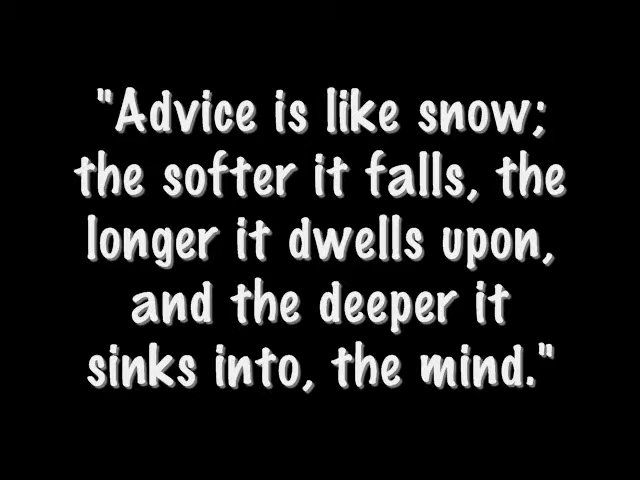 "Advice is like snow;
the softer it falls, the
longer it dwells upon,
and the deeper it
sinks into, the mind."